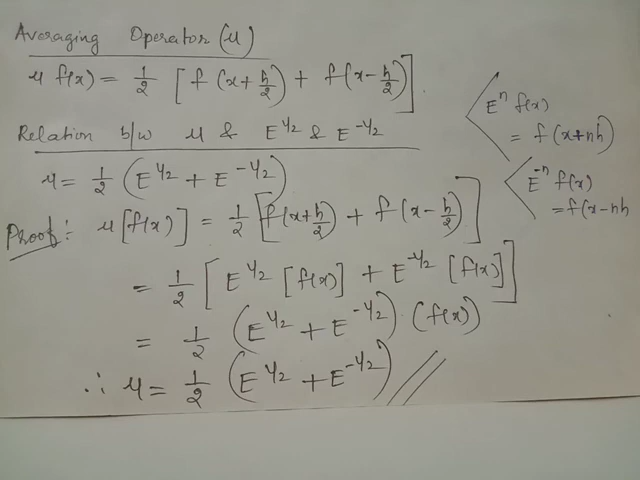 Averaging Operator (μ)
μ f(x) = 1/2 [f (x + h/2) + f(x - h/2)]
Relation b/w μ & E^1/2 & E^-1/2
μ = 1/2 (E^1/2 + E^-1/2)
Proof: μ [f(x)] = 1/2 [f(x + h/2) + f(x - h/2)]
= 1/2 [E^1/2 [f(x)] + E^-1/2 [f(x)]]
= 1/2 (E^1/2 + E^-1/2) (f(x))
∴ μ = 1/2 (E^1/2 + E^-1/2) //
E^n f(x)
= f(x+nh)
E^-n f(x)
= f(x-nh